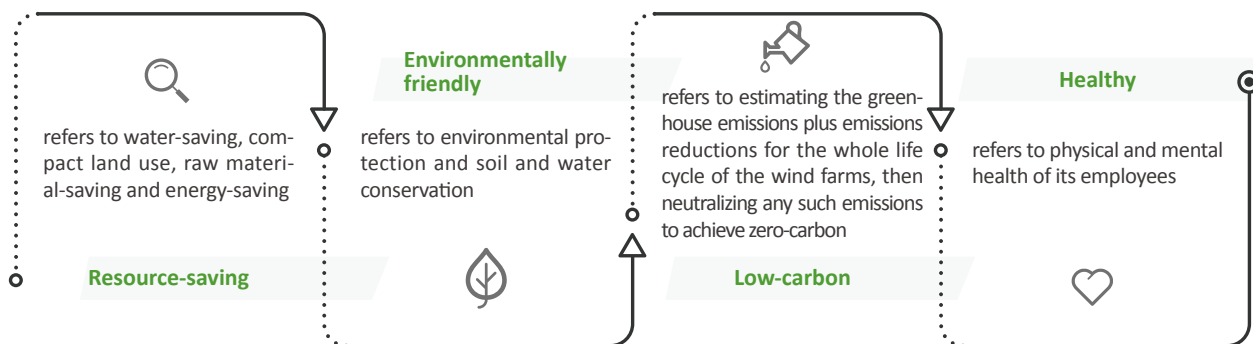 refers to water-saving, com-
pact land use, raw materi-
al-saving and energy-saving
Resource-saving
Environmentally
friendly
refers to environmental pro-
tection and soil and water
conservation
refers to estimating the green-
house emissions plus emissions
reductions for the whole life
cycle of the wind farms, then
neutralizing any such emissions
to achieve zero-carbon
Low-carbon
Healthy
refers to physical and mental
health of its employees